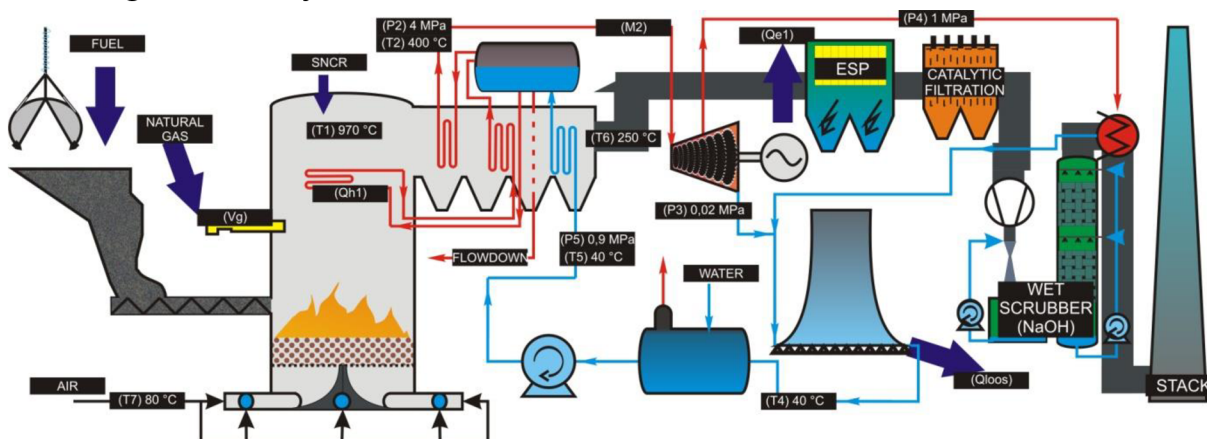 (P2) 4 MPa
(T2) 400 °C
(M2)
(P4) 1 MPa
FUEL
SNCR
(Qe1)
ESP
CATALYTIC
FILTRATION
NATURAL
GAS
(T1) 970 °C
(T6) 250 °C
(Vg)
(Qh1)
(P3) 0,02 MPa
FLOWDOWN
(P5) 0,9 MPa
(T5) 40 °C
WATER
WET
SCRUBBER
(NaOH)
AIR
(T7) 80 °C
(T4) 40 °C
(Qloos)
STACK